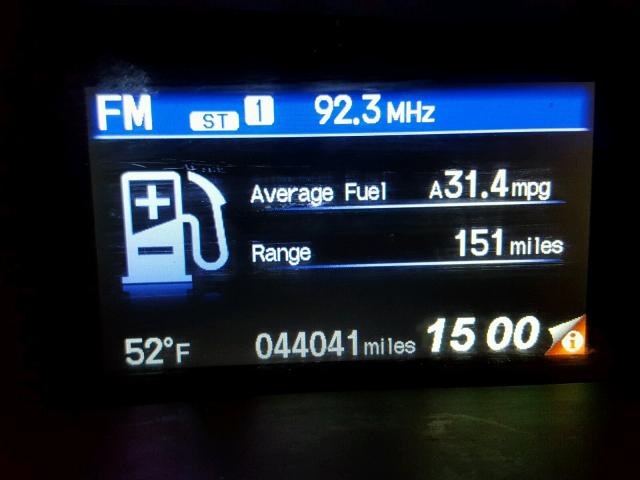 FM ST 1 92.3 MHz
Average Fuel A31.4 mpg
Range 151 miles
52°F 044041 miles 15 00 i